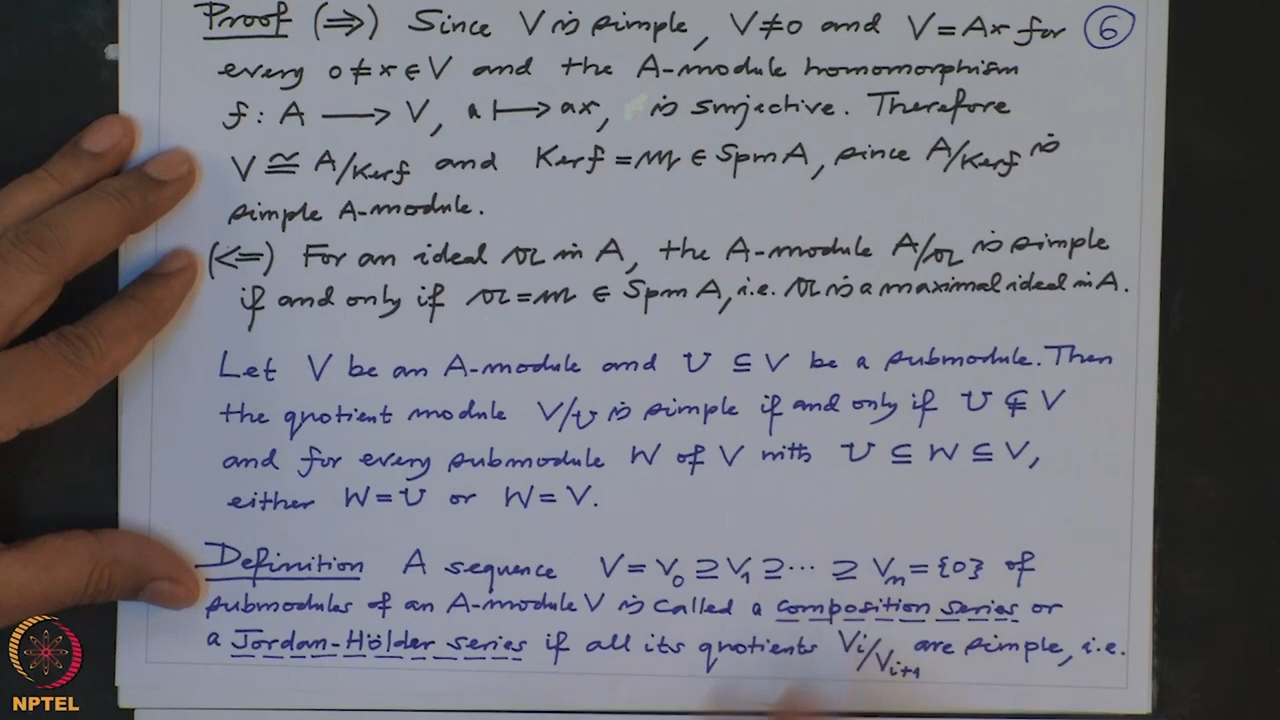 Proof (⇒) Since V is simple, V≠0 and V=Ax for ⑥
every 0≠x∈V and the A-module homomorphism
f: A ⟶ V, a ⟼ ax, is surjective. Therefore
V ≅ A/Kerf and Kerf = 𝔪 ∈ Spm A, since A/Kerf is
simple A-module.
(⇐) For an ideal 𝔞 in A, the A-module A/𝔞 is simple
if and only if 𝔞=𝔪 ∈ Spm A, i.e. 𝔞 is a maximal ideal in A.
Let V be an A-module and U ⊆ V be a submodule. Then
the quotient module V/U is simple if and only if U ⊊ V
and for every submodule W of V with U ⊆ W ⊆ V,
either W=U or W=V.
Definition A sequence V=V₀ ⊇ V₁ ⊇ ··· ⊇ Vₘ={0} of
submodules of an A-module V is called a composition series or
a Jordan-Hölder series if all its quotients Vᵢ/Vᵢ₊₁ are simple, i.e.
NPTEL